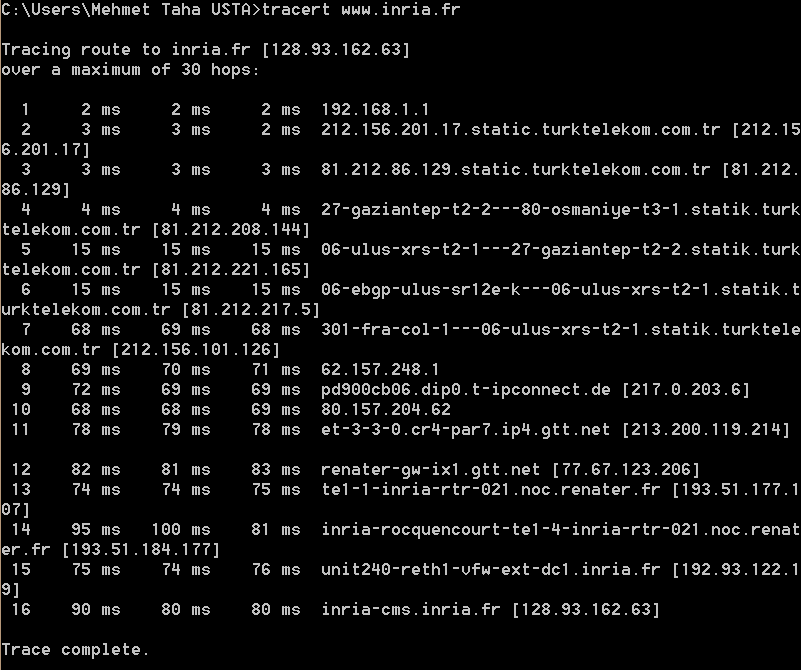 C:\Users\Mehmet Taha USTA>tracert www.inria.fr
Tracing route to inria.fr [128.93.162.63]
over a maximum of 30 hops:
1 2 ms 2 ms 2 ms 192.168.1.1
2 3 ms 3 ms 2 ms 212.156.201.17.static.turktelekom.com.tr [212.15
6.201.17]
3 3 ms 3 ms 3 ms 81.212.86.129.static.turktelekom.com.tr [81.212.
86.129]
4 4 ms 4 ms 4 ms 27-gaziantep-t2-2---80-osmaniye-t3-1.statik.turk
telekom.com.tr [81.212.208.144]
5 15 ms 15 ms 15 ms 06-ulus-xrs-t2-1---27-gaziantep-t2-2.statik.turk
telekom.com.tr [81.212.221.165]
6 15 ms 15 ms 15 ms 06-ebgp-ulus-sr12e-k---06-ulus-xrs-t2-1.statik.t
urktelekom.com.tr [81.212.217.5]
7 68 ms 69 ms 68 ms 301-fra-col-1---06-ulus-xrs-t2-1.statik.turktele
kom.com.tr [212.156.101.126]
8 69 ms 70 ms 71 ms 62.157.248.1
9 72 ms 69 ms 69 ms pd900cb06.dip0.t-ipconnect.de [217.0.203.6]
10 68 ms 68 ms 69 ms 80.157.204.62
11 78 ms 79 ms 78 ms et-3-3-0.cr4-par7.ip4.gtt.net [213.200.119.214]
12 82 ms 81 ms 83 ms renater-gw-ix1.gtt.net [77.67.123.206]
13 74 ms 74 ms 75 ms te1-1-inria-rtr-021.noc.renater.fr [193.51.177.1
07]
14 95 ms 100 ms 81 ms inria-rocquencourt-te1-4-inria-rtr-021.noc.renat
er.fr [193.51.184.177]
15 75 ms 74 ms 76 ms unit240-reth1-vfw-ext-dc1.inria.fr [192.93.122.1
9]
16 90 ms 80 ms 80 ms inria-cms.inria.fr [128.93.162.63]
Trace complete.